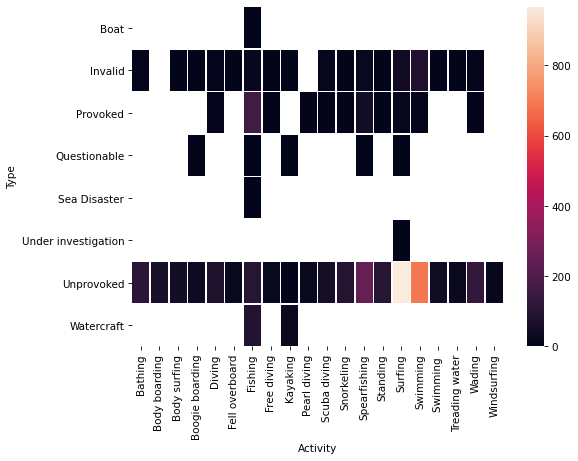 Boat
Invalid
Provoked
Questionable
Sea Disaster
Under investigation
Unprovoked
Watercraft
Type
Bathing
Body boarding
Body surfing
Boogie boarding
Diving
Fell overboard
Fishing
Free diving
Kayaking
Pearl diving
Scuba diving
Snorkeling
Spearfishing
Standing
Surfing
Swimming
Swimming
Treading water
Wading
Windsurfing
Activity
800
600
400
200
0